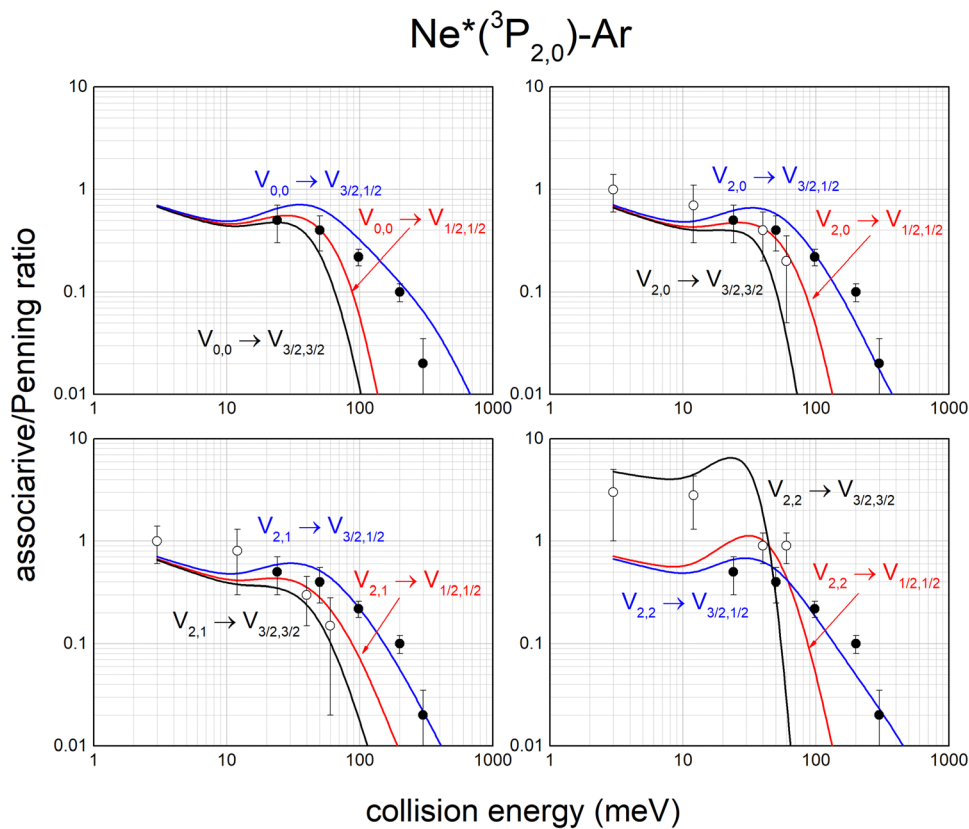 Ne*(³P₂,₀)-Ar
associarive/Penning ratio
10
1
0.1
0.01
1
10
100
1000
V₀,₀ → V₃/₂,₁/₂
V₀,₀ → V₁/₂,₁/₂
V₀,₀ → V₃/₂,₃/₂
10
1
0.1
0.01
1
10
100
1000
V₂,₀ → V₃/₂,₁/₂
V₂,₀ → V₁/₂,₁/₂
V₂,₀ → V₃/₂,₃/₂
10
1
0.1
0.01
1
10
100
1000
V₂,₁ → V₃/₂,₁/₂
V₂,₁ → V₁/₂,₁/₂
V₂,₁ → V₃/₂,₃/₂
10
1
0.1
0.01
1
10
100
1000
V₂,₂ → V₃/₂,₃/₂
V₂,₂ → V₁/₂,₁/₂
V₂,₂ → V₃/₂,₁/₂
collision energy (meV)